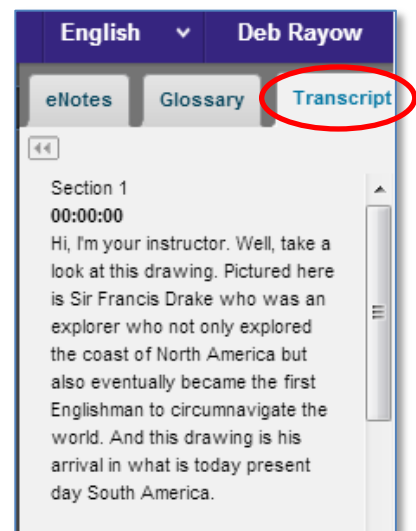 English Deb Rayow
eNotes Glossary Transcript
Section 1
00:00:00
Hi, I'm your instructor. Well, take a
look at this drawing. Pictured here
is Sir Francis Drake who was an
explorer who not only explored
the coast of North America but
also eventually became the first
Englishman to circumnavigate the
world. And this drawing is his
arrival in what is today present
day South America.